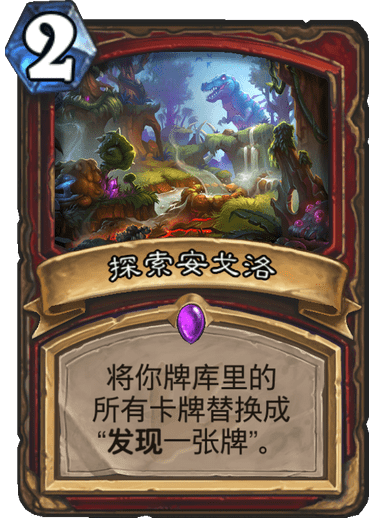 2
探索安戈洛
将你牌库里的
所有卡牌替换成
“发现一张牌”。